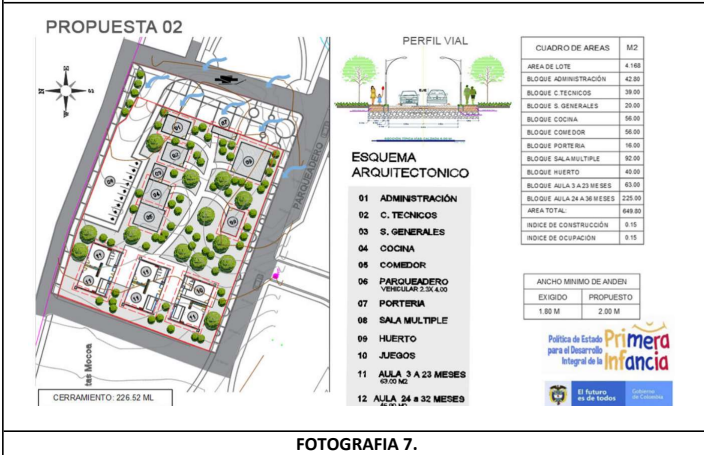 PROPUESTA 02
PARQUEADERO
tas Mocoa
CERRAMIENTO: 226.52 ML
PERFIL VIAL
ESQUEMA
ARQUITECTONICO
01 ADMINISTRACIÓN
02 C. TECNICOS
03 S. GENERALES
04 COCINA
05 COMEDOR
06 PARQUEADERO
VEHICULAR 2.3X 4.00
07 PORTERIA
08 SALA MULTIPLE
09 HUERTO
10 JUEGOS
11 AULA 3 A 23 MESES
63.00 M2
12 AULA 24 a 32 MESES
CUADRO DE AREAS M2
AREA DE LOTE 4.168
BLOQUE ADMINISTRACIÓN 42.80
BLOQUE C.TECNICOS 39.00
BLOQUE S. GENERALES 20.00
BLOQUE COCINA 56.00
BLOQUE COMEDOR 56.00
BLOQUE PORTERIA 16.00
BLOQUE SALA MULTIPLE 92.00
BLOQUE HUERTO 40.00
BLOQUE AULA 3 A 23 MESES 63.00
BLOQUE AULA 24 A 36 MESES 225.00
AREA TOTAL: 649.80
INDICE DE CONSTRUCCIÓN 0.15
INDICE DE OCUPACIÓN 0.15
ANCHO MINIMO DE ANDEN
EXIGIDO PROPUESTO
1.80 M 2.00 M
Política de Estado
para el Desarrollo
Integral de la
Primera
Infancia
El futuro
es de todos
Gobierno
de Colombia
FOTOGRAFIA 7.